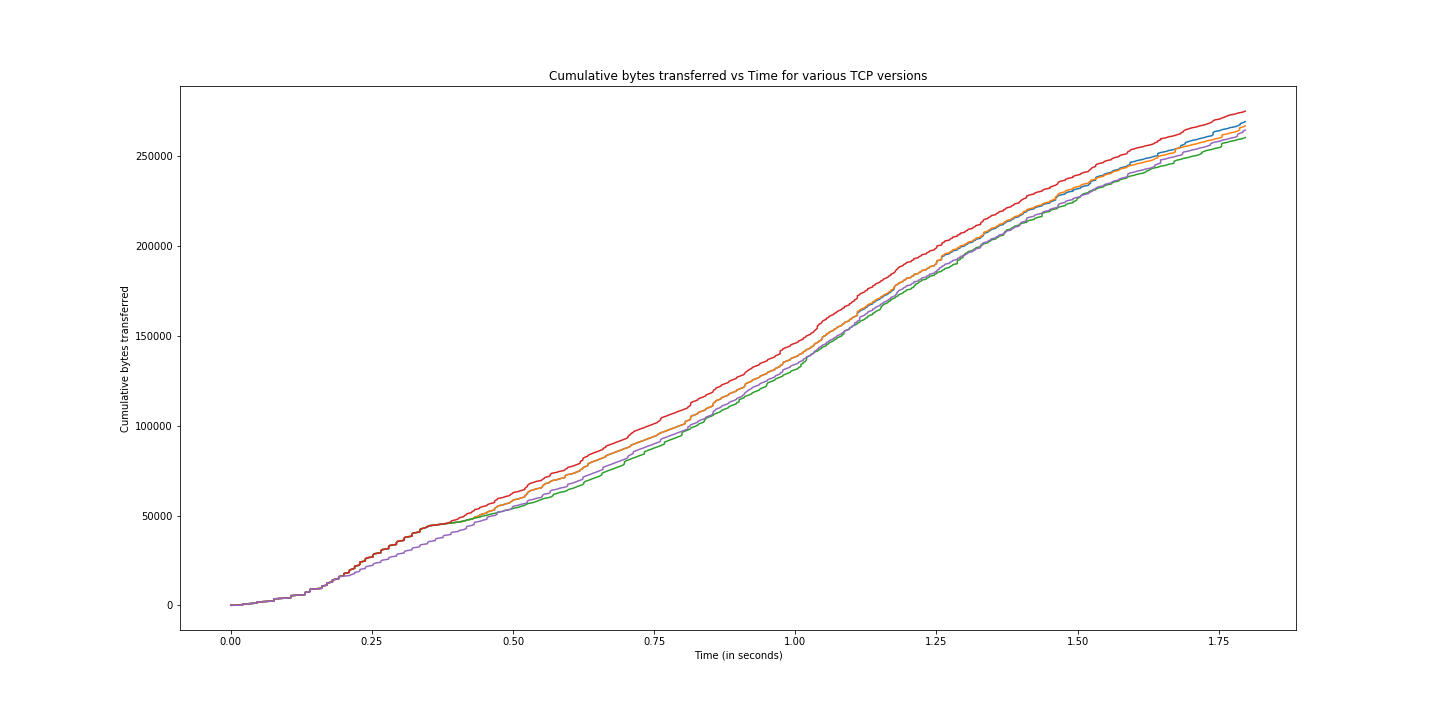 Cumulative bytes transferred vs Time for various TCP versions
Cumulative bytes transferred
250000
200000
150000
100000
50000
0
0.00 0.25 0.50 0.75 1.00 1.25 1.50 1.75
Time (in seconds)